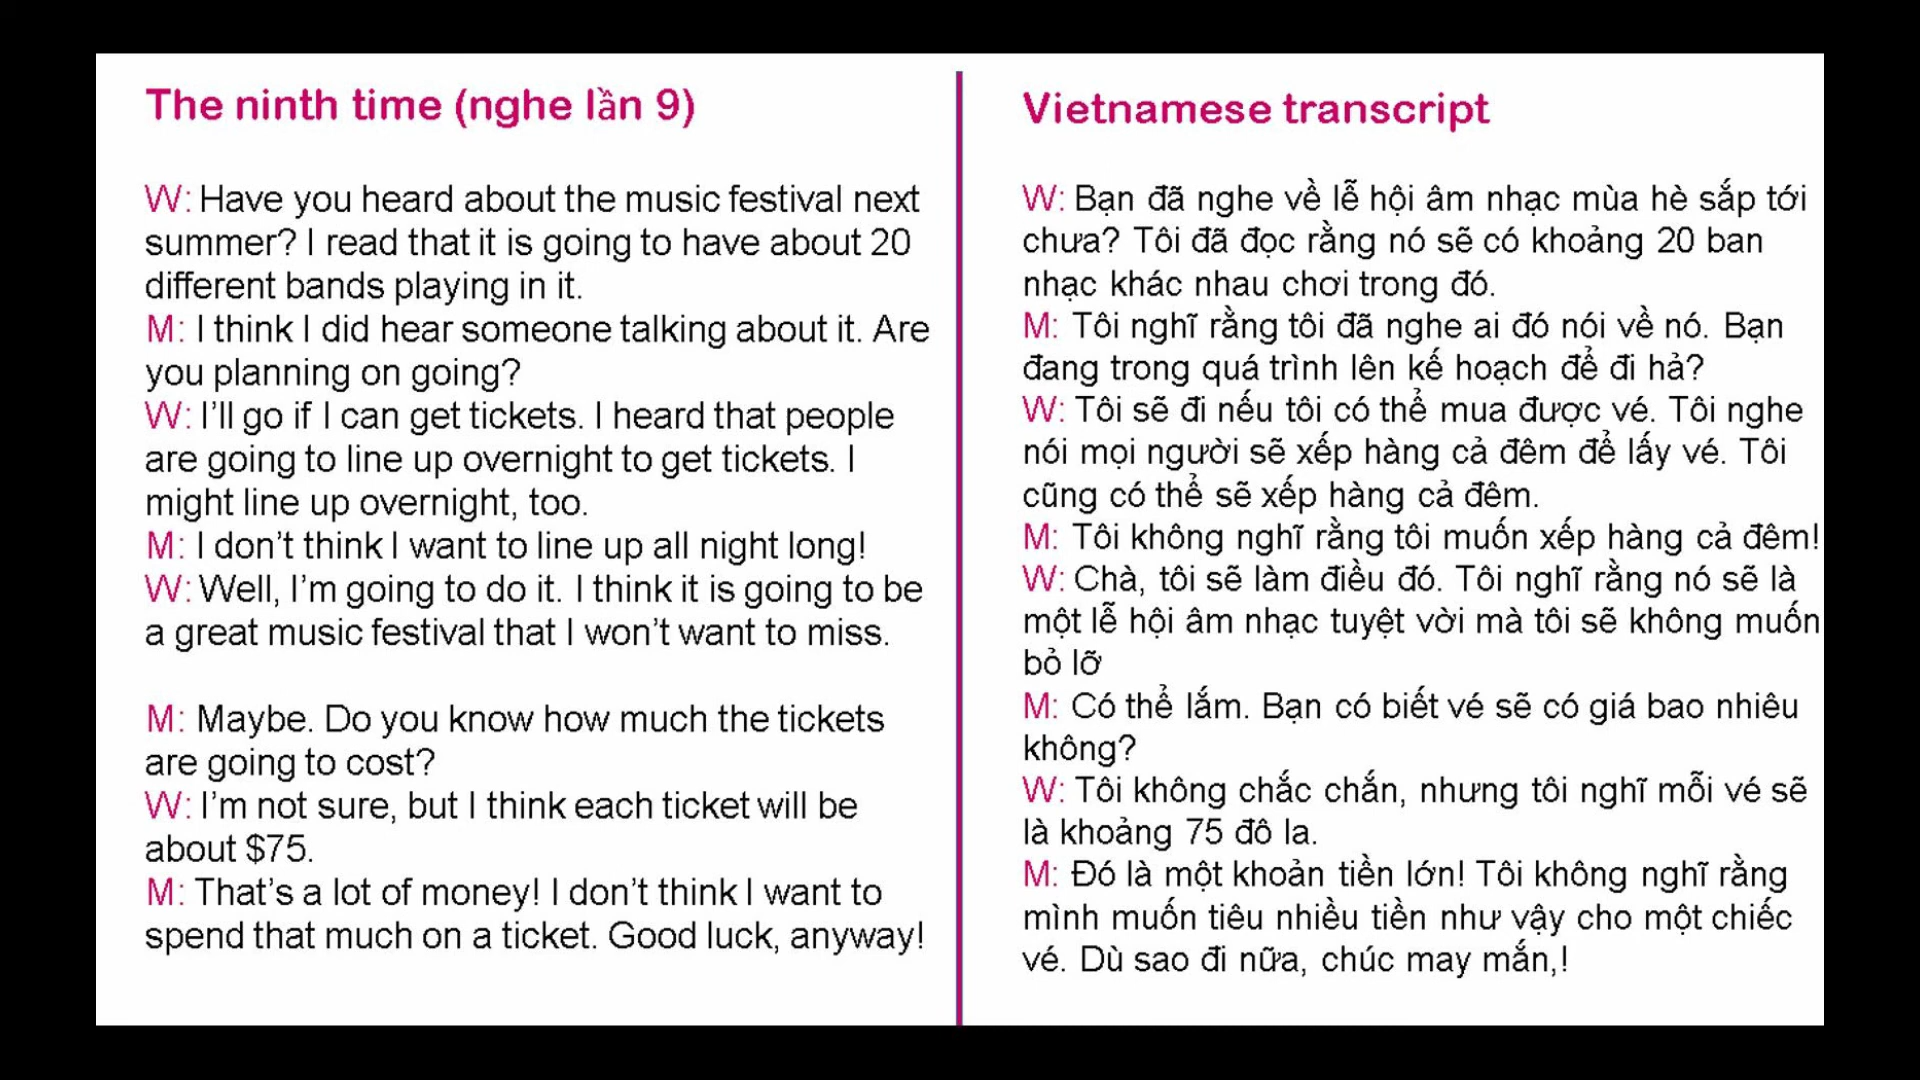 The ninth time (nghe lần 9)
W: Have you heard about the music festival next
summer? I read that it is going to have about 20
different bands playing in it.
M: I think I did hear someone talking about it. Are
you planning on going?
W: I'll go if I can get tickets. I heard that people
are going to line up overnight to get tickets. I
might line up overnight, too.
M: I don't think I want to line up all night long!
W: Well, I'm going to do it. I think it is going to be
a great music festival that I won't want to miss.
M: Maybe. Do you know how much the tickets
are going to cost?
W: I'm not sure, but I think each ticket will be
about $75.
M: That's a lot of money! I don't think I want to
spend that much on a ticket. Good luck, anyway!
Vietnamese transcript
W: Bạn đã nghe về lễ hội âm nhạc mùa hè sắp tới
chưa? Tôi đã đọc rằng nó sẽ có khoảng 20 ban
nhạc khác nhau chơi trong đó.
M: Tôi nghĩ rằng tôi đã nghe ai đó nói về nó. Bạn
đang trong quá trình lên kế hoạch để đi hả?
W: Tôi sẽ đi nếu tôi có thể mua được vé. Tôi nghe
nói mọi người sẽ xếp hàng cả đêm để lấy vé. Tôi
cũng có thể sẽ xếp hàng cả đêm.
M: Tôi không nghĩ rằng tôi muốn xếp hàng cả đêm!
W: Chà, tôi sẽ làm điều đó. Tôi nghĩ rằng nó sẽ là
một lễ hội âm nhạc tuyệt vời mà tôi sẽ không muốn
bỏ lỡ
M: Có thể lắm. Bạn có biết vé sẽ có giá bao nhiêu
không?
W: Tôi không chắc chắn, nhưng tôi nghĩ mỗi vé sẽ
là khoảng 75 đô la.
M: Đó là một khoản tiền lớn! Tôi không nghĩ rằng
mình muốn tiêu nhiều tiền như vậy cho một chiếc
vé. Dù sao đi nữa, chúc may mắn,!